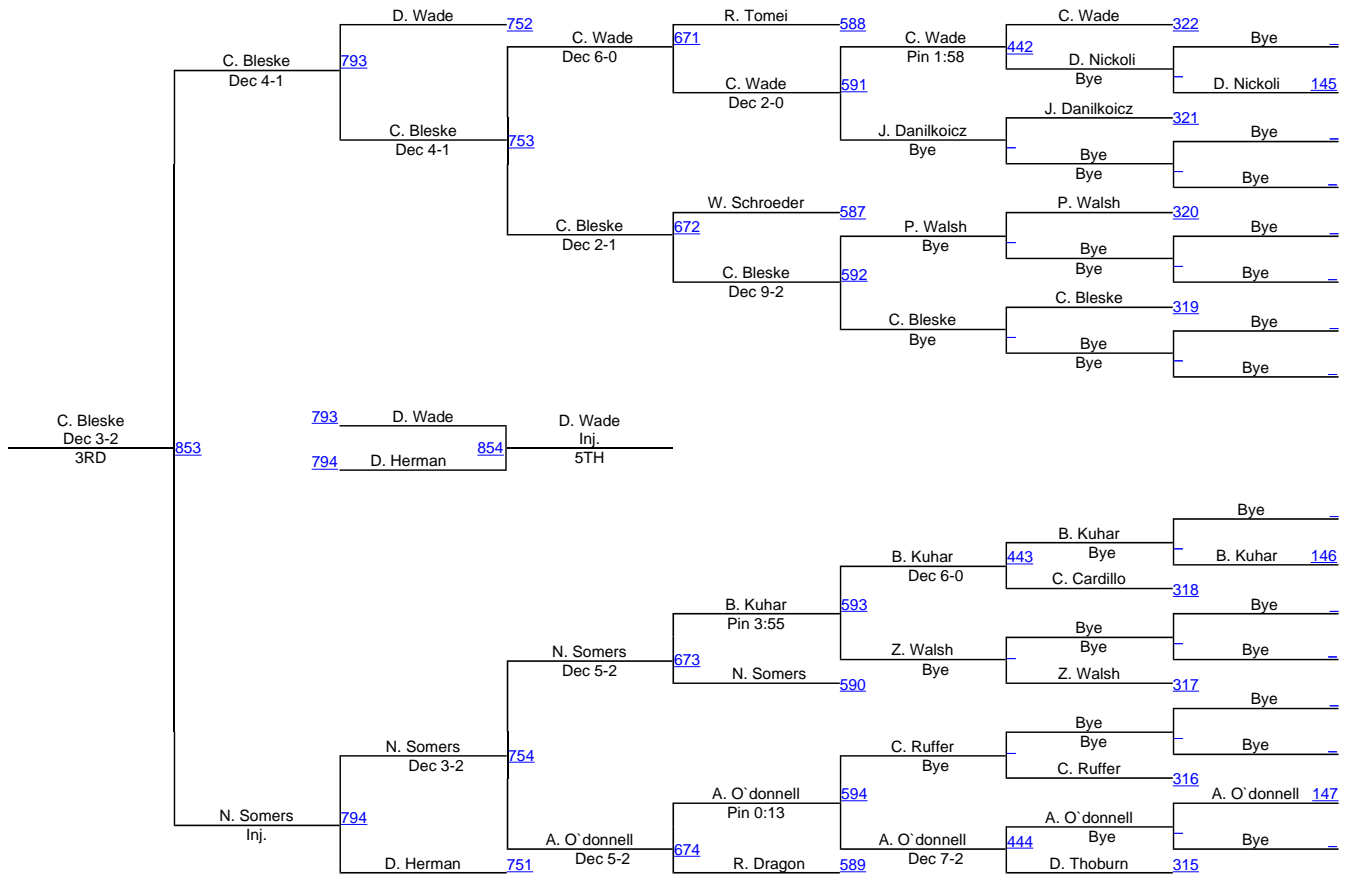 D. Wade 752 R. Tomei 588 C. Wade 322
C. Wade 671 C. Wade 442 Bye _
Dec 6-0 Pin 1:58
C. Bleske 793 D. Nickoli _
Dec 4-1 Bye
C. Wade 591 D. Nickoli 145
Dec 2-0
J. Danilkoicz 321
C. Bleske 753 J. Danilkoicz _ Bye _
Dec 4-1 Bye
Bye _
Bye
Bye _
W. Schroeder 587 P. Walsh 320
C. Bleske 672 P. Walsh _ Bye _
Dec 2-1 Bye
Bye _
Bye
C. Bleske 592 Bye _
Dec 9-2
C. Bleske 319
C. Bleske _ Bye _
Bye
Bye _
Bye
Bye _
C. Bleske 793 D. Wade D. Wade
Dec 3-2 Inj.
853 854
3RD 794 D. Herman 5TH
Bye _
B. Kuhar _
Bye
B. Kuhar 443 B. Kuhar 146
Dec 6-0
C. Cardillo 318
B. Kuhar 593 Bye _
Pin 3:55
Bye _
Bye
N. Somers 673 Z. Walsh _ Bye _
Dec 5-2 Bye
N. Somers 590 Z. Walsh 317
Bye _
Bye _
Bye
N. Somers 754 C. Ruffer _ Bye _
Dec 3-2 Bye
C. Ruffer 316
A. O`donnell 594 A. O`donnell 147
Pin 0:13
N. Somers 794 A. O`donnell _
Inj. Bye
A. O`donnell 674 A. O`donnell 444 Bye _
Dec 5-2 Dec 7-2
D. Herman 751 R. Dragon 589 D. Thoburn 315